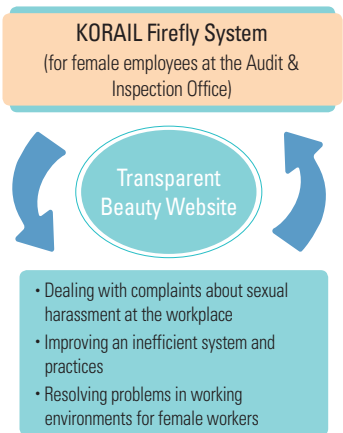 KORAIL Firefly System
(for female employees at the Audit &
Inspection Office)
Transparent
Beauty Website
• Dealing with complaints about sexual
harassment at the workplace
• Improving an inefficient system and
practices
• Resolving problems in working
environments for female workers